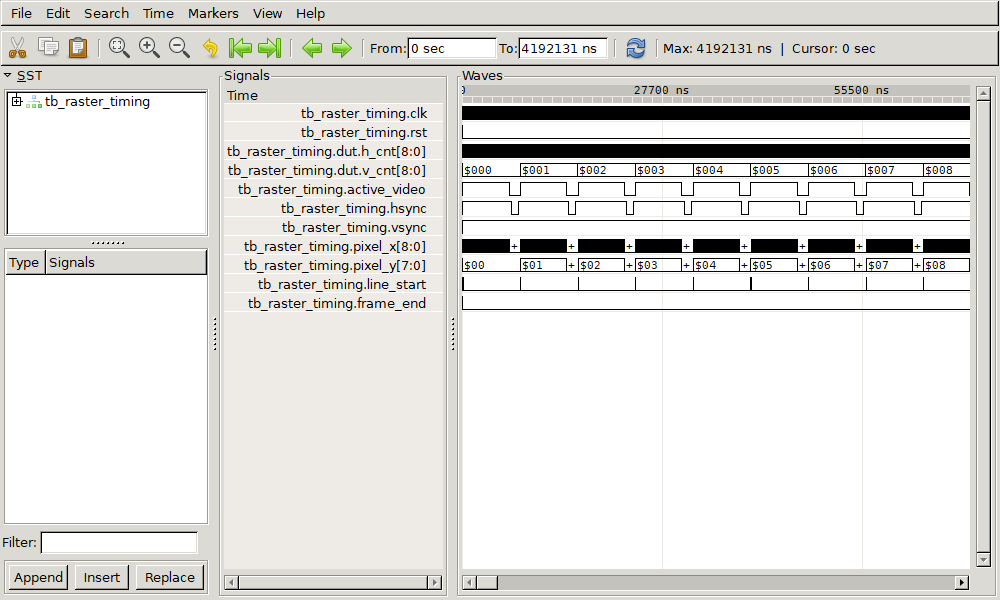 File Edit Search Time Markers View Help
From: 0 sec To: 4192131 ns Max: 4192131 ns | Cursor: 0 sec
SST
tb_raster_timing
Type Signals
Filter:
Append Insert Replace
Signals
Time
tb_raster_timing.clk
tb_raster_timing.rst
tb_raster_timing.dut.h_cnt[8:0]
tb_raster_timing.dut.v_cnt[8:0]
tb_raster_timing.active_video
tb_raster_timing.hsync
tb_raster_timing.vsync
tb_raster_timing.pixel_x[8:0]
tb_raster_timing.pixel_y[7:0]
tb_raster_timing.line_start
tb_raster_timing.frame_end
Waves
27700 ns 55500 ns
$000 $001 $002 $003 $004 $005 $006 $007 $008
+ + + + + + + +
$00 $01 + $02 + $03 + $04 + $05 + $06 + $07 + $08